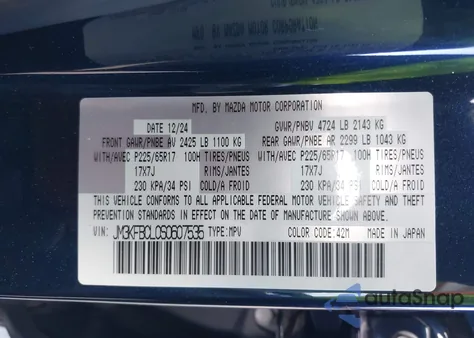 MFD. BY MAZDA MOTOR CORPORATION
DATE 12/24 GVWR/PNBV 4724 LB 2143 KG
FRONT GAWR/PNBE AV 2425 LB 1100 KG REAR GAWR/PNBE AR 2299 LB 1043 KG
WITH/AVEC P225/65R17 100H TIRES/PNEUS WITH/AVEC P225/65R17 100H TIRES/PNEUS
17X7J RIMS/JANTES 17X7J RIMS/JANTES
230 KPA/34 PSI COLD/A FROID 230 KPA/34 PSI COLD/A FROID
THIS VEHICLE CONFORMS TO ALL APPLICABLE FEDERAL MOTOR VEHICLE SAFETY, BUMPER,
AND THEFT PREVENTION STANDARDS IN EFFECT ON THE DATE OF MANUFACTURE SHOWN ABOVE.
VIN: JM3KFBCL0S0607535 TYPE:MPV COLOR CODE:42M MADE IN JAPAN
autoSnap